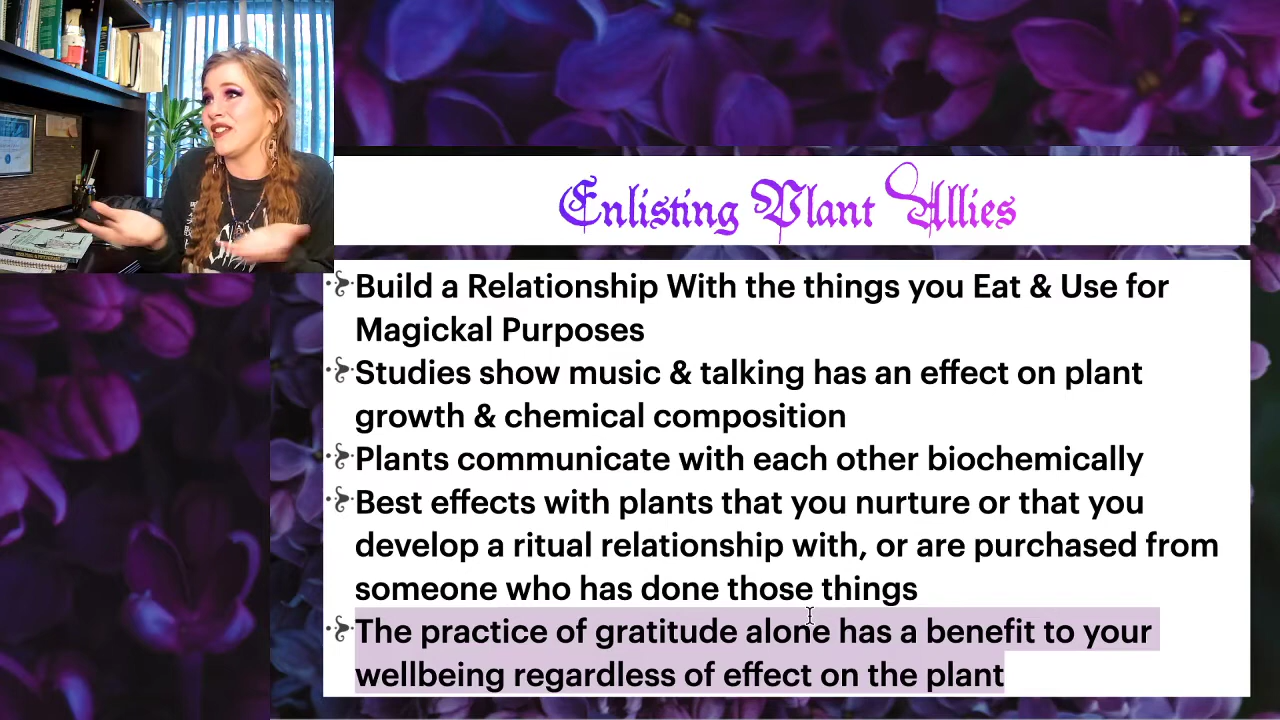 Enlisting Plant Allies
Build a Relationship With the things you Eat & Use for
Magickal Purposes
Studies show music & talking has an effect on plant
growth & chemical composition
Plants communicate with each other biochemically
Best effects with plants that you nurture or that you
develop a ritual relationship with, or are purchased from
someone who has done those things
The practice of gratitude alone has a benefit to your
wellbeing regardless of effect on the plant